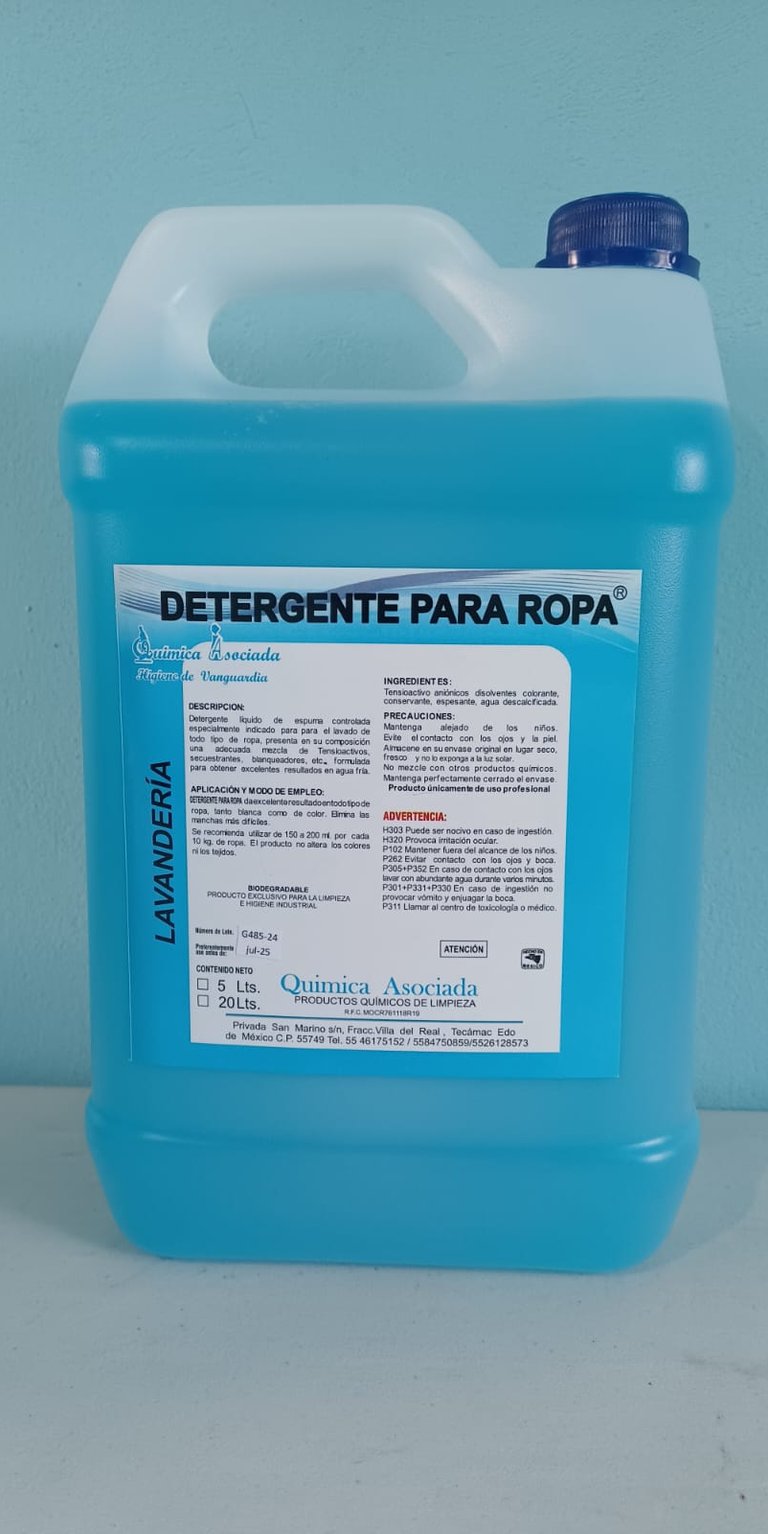 DETERGENTE PARA ROPA®
Quimica Asociada
Higiene de Vanguardia
LAVANDERÍA
DESCRIPCION:
Detergente líquido de espuma controlada
especialmente indicado para para el lavado de
todo tipo de ropa, presenta en su composición
una adecuada mezcla de Tensioactivos,
secuestrantes, blanqueadores, etc., formulada
para obtener excelentes resultados en agua fría.
APLICACIÓN Y MODO DE EMPLEO:
DETERGENTE PARA ROPA da excelente resultado en todo tipo de
ropa, tanto blanca como de color. Elimina las
manchas más difíciles.
Se recomienda utilizar de 150 a 200 ml. por cada
10 kg. de ropa. El producto no altera los colores
ni los tejidos.
BIODEGRADABLE
PRODUCTO EXCLUSIVO PARA LA LIMPIEZA
E HIGIENE INDUSTRIAL
Número de Lote. G485-24
Preferentemente
use antes de: jul-25
CONTENIDO NETO
5 Lts.
20 Lts.
INGREDIENTES:
Tensioactivo aniónicos disolventes colorante,
conservante, espesante, agua descalcificada.
PRECAUCIONES:
Mantenga alejado de los niños.
Evite el contacto con los ojos y la piel.
Almacene en su envase original en lugar seco,
fresco y no lo exponga a la luz solar.
No mezcle con otros productos químicos.
Mantenga perfectamente cerrado el envase.
Producto únicamente de uso profesional
ADVERTENCIA:
H303 Puede ser nocivo en caso de ingestión.
H320 Provoca irritación ocular.
P102 Mantener fuera del alcance de los niños.
P262 Evitar contacto con los ojos y boca.
P305+P352 En caso de contacto con los ojos
lavar con abundante agua durante varios minutos.
P301+P331+P330 En caso de ingestión no
provocar vómito y enjuagar la boca.
P311 Llamar al centro de toxicología o médico.
ATENCIÓN
HECHO EN
MÉXICO
Quimica Asociada
PRODUCTOS QUÍMICOS DE LIMPIEZA
R.F.C. MOCR761118R19
Privada San Marino s/n, Fracc.Villa del Real , Tecámac Edo
de México C.P. 55749 Tel. 55 46175152 / 5584750859/5526128573